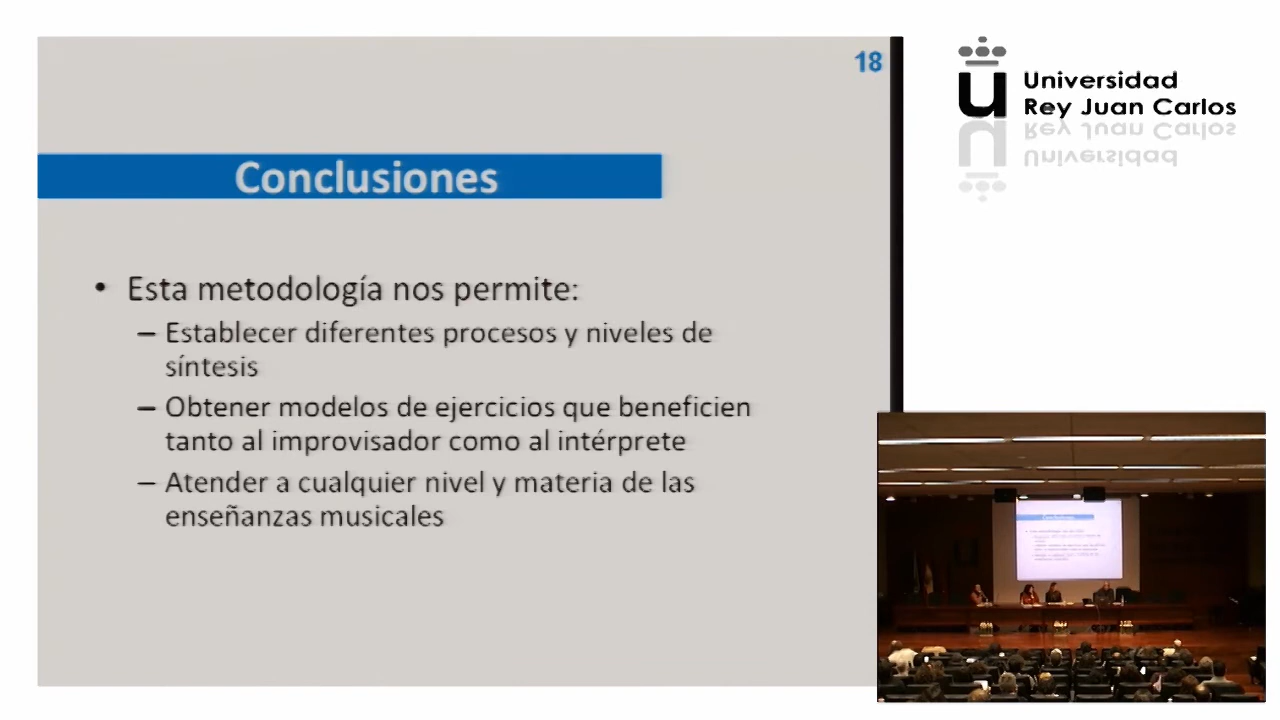 18
Universidad
Rey Juan Carlos
Conclusiones
• Esta metodología nos permite:
– Establecer diferentes procesos y niveles de
síntesis
– Obtener modelos de ejercicios que beneficien
tanto al improvisador como al intérprete
– Atender a cualquier nivel y materia de las
enseñanzas musicales
Conclusiones